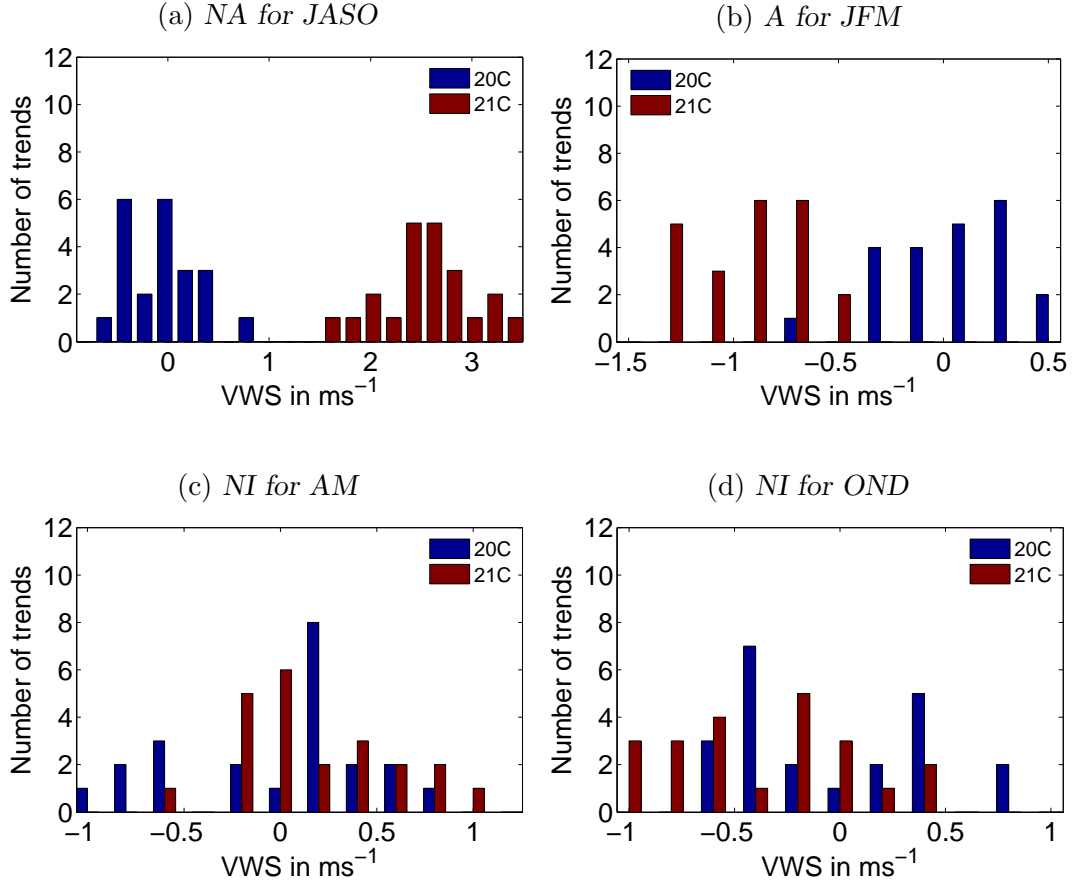 (a) NA for JASO
12
10
8
6
4
2
0
Number of trends
20C
21C
0 1 2 3
VWS in ms⁻¹
(b) A for JFM
12
10
8
6
4
2
0
Number of trends
20C
21C
−1.5 −1 −0.5 0 0.5
VWS in ms⁻¹
(c) NI for AM
12
10
8
6
4
2
0
Number of trends
20C
21C
−1 −0.5 0 0.5 1
VWS in ms⁻¹
(d) NI for OND
12
10
8
6
4
2
0
Number of trends
20C
21C
−1 −0.5 0 0.5 1
VWS in ms⁻¹